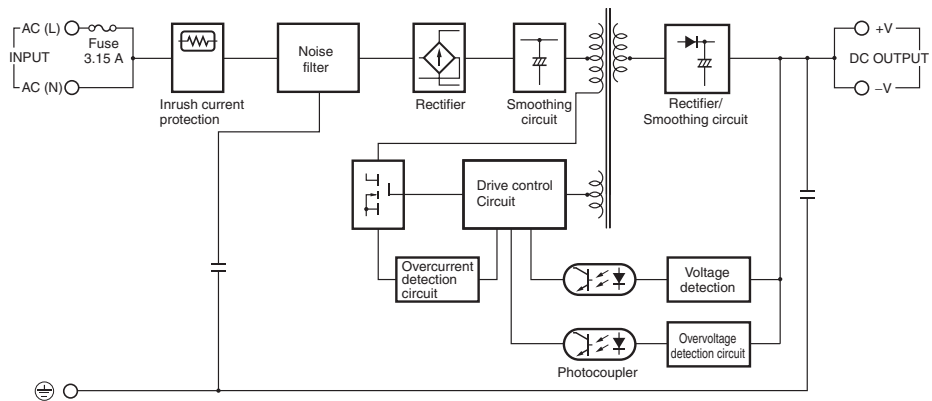 AC (L)
Fuse
3.15 A
INPUT
AC (N)
Inrush current
protection
Noise
filter
Rectifier
Smoothing
circuit
Rectifier/
Smoothing circuit
+V
DC OUTPUT
–V
Drive control
Circuit
Overcurrent
detection
circuit
Voltage
detection
Overvoltage
detection circuit
Photocoupler